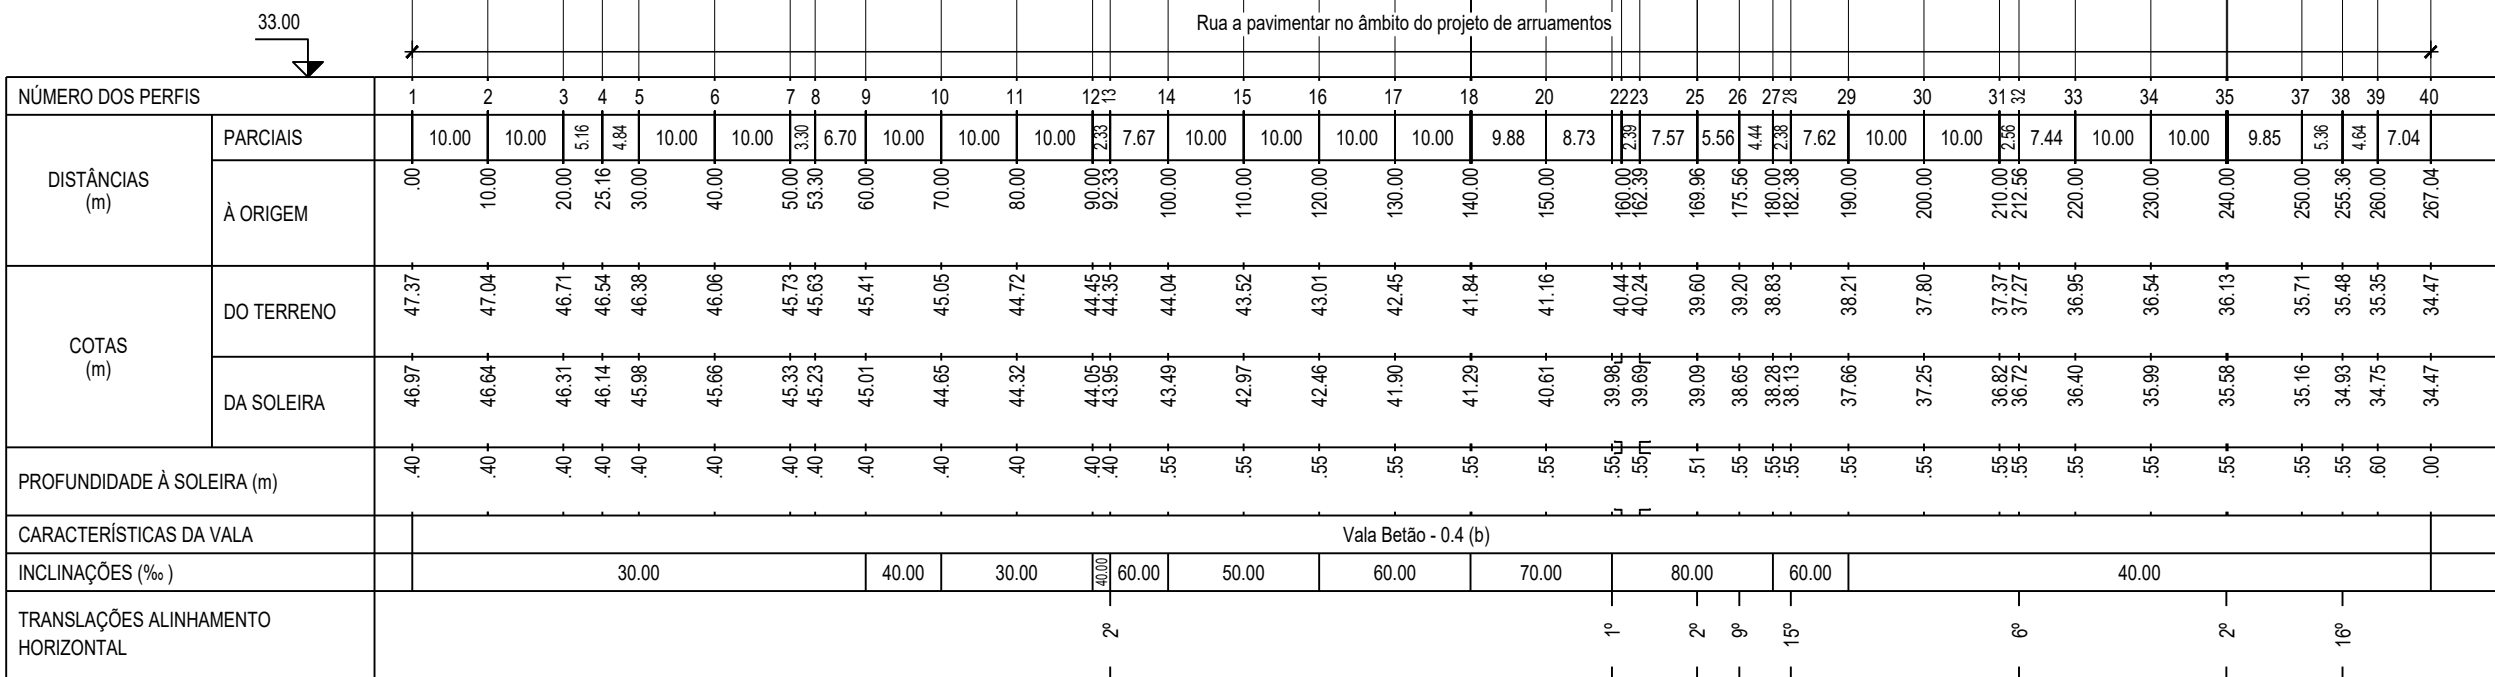 33.00
Rua a pavimentar no âmbito do projeto de arruamentos
NÚMERO DOS PERFIS 1 2 3 4 5 6 7 8 9 10 11 12 13 14 15 16 17 18 20 22 23 25 26 27 28 29 30 31 32 33 34 35 37 38 39 40
DISTÂNCIAS
(m)
PARCIAIS 10.00 10.00 5.16 4.84 10.00 10.00 3.30 6.70 10.00 10.00 10.00 2.33 7.67 10.00 10.00 10.00 10.00 9.88 8.73 2.39 7.57 5.56 4.44 2.38 7.62 10.00 10.00 2.56 7.44 10.00 10.00 9.85 5.36 4.64 7.04
À ORIGEM .00 10.00 20.00 25.16 30.00 40.00 50.00 53.30 60.00 70.00 80.00 90.00 92.33 100.00 110.00 120.00 130.00 140.00 150.00 160.00 162.39 169.96 175.56 180.00 182.38 190.00 200.00 210.00 212.56 220.00 230.00 240.00 250.00 255.36 260.00 267.04
COTAS
(m)
DO TERRENO 47.37 47.04 46.71 46.54 46.38 46.06 45.73 45.63 45.41 45.05 44.72 44.45 44.35 44.04 43.52 43.01 42.45 41.84 41.16 40.44 40.24 39.60 39.20 38.83 38.21 37.80 37.37 37.27 36.95 36.54 36.13 35.71 35.48 35.35 34.47
DA SOLEIRA 46.97 46.64 46.31 46.14 45.98 45.66 45.33 45.23 45.01 44.65 44.32 44.05 43.95 43.49 42.97 42.46 41.90 41.29 40.61 39.98 39.69 39.09 38.65 38.28 38.13 37.66 37.25 36.82 36.72 36.40 35.99 35.58 35.16 34.93 34.75 34.47
PROFUNDIDADE À SOLEIRA (m) .40 .40 .40 .40 .40 .40 .40 .40 .40 .40 .40 .40 .40 .55 .55 .55 .55 .55 .55 .55 .55 .51 .55 .55 .55 .55 .55 .55 .55 .55 .55 .55 .55 .55 .60 .00
CARACTERÍSTICAS DA VALA Vala Betão - 0.4 (b)
INCLINAÇÕES (‰ ) 30.00 40.00 30.00 40.00 60.00 50.00 60.00 70.00 80.00 60.00 40.00
TRANSLAÇÕES ALINHAMENTO
HORIZONTAL
2º 1º 2º 9º 15º 6º 2º 16º